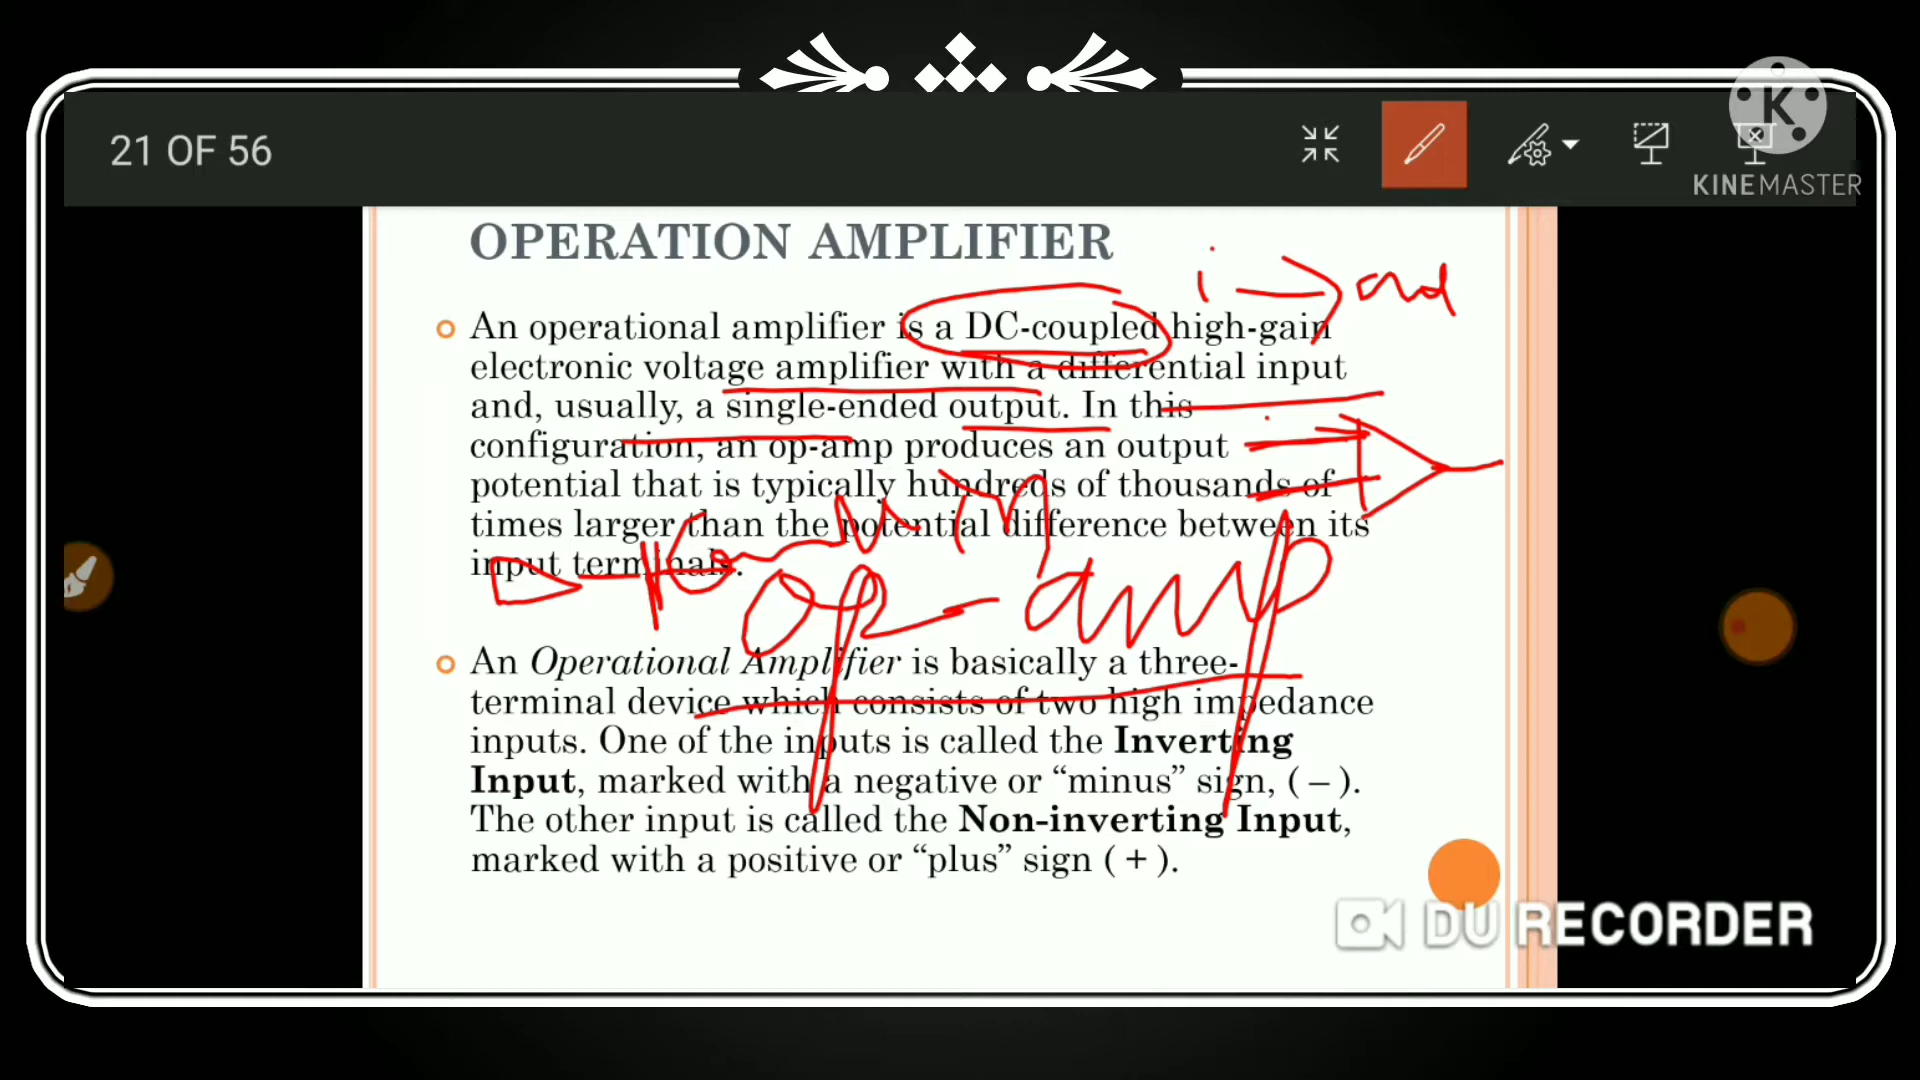 21 OF 56
KINEMASTER
OPERATION AMPLIFIER
An operational amplifier is a DC-coupled high-gain
electronic voltage amplifier with a differential input
and, usually, a single-ended output. In this
configuration, an op-amp produces an output
potential that is typically hundreds of thousands of
times larger than the potential difference between its
input terminals.
op-amp
An Operational Amplifier is basically a three-
terminal device which consists of two high impedance
inputs. One of the inputs is called the Inverting
Input, marked with a negative or “minus” sign, ( – ).
The other input is called the Non-inverting Input,
marked with a positive or “plus” sign ( + ).
DU RECORDER